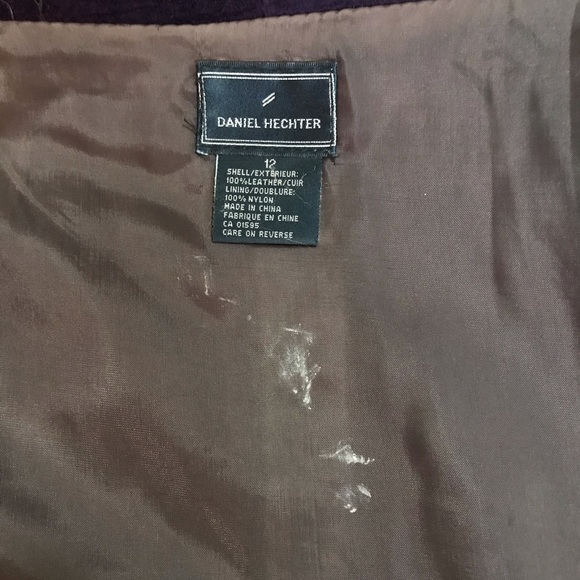 DANIEL HECHTER
12
SHELL/EXTERIEUR:
100% LEATHER/CUIR
LINING/DOUBLURE:
100% NYLON
MADE IN CHINA
FABRIQUE EN CHINE
CA 01595
CARE ON REVERSE